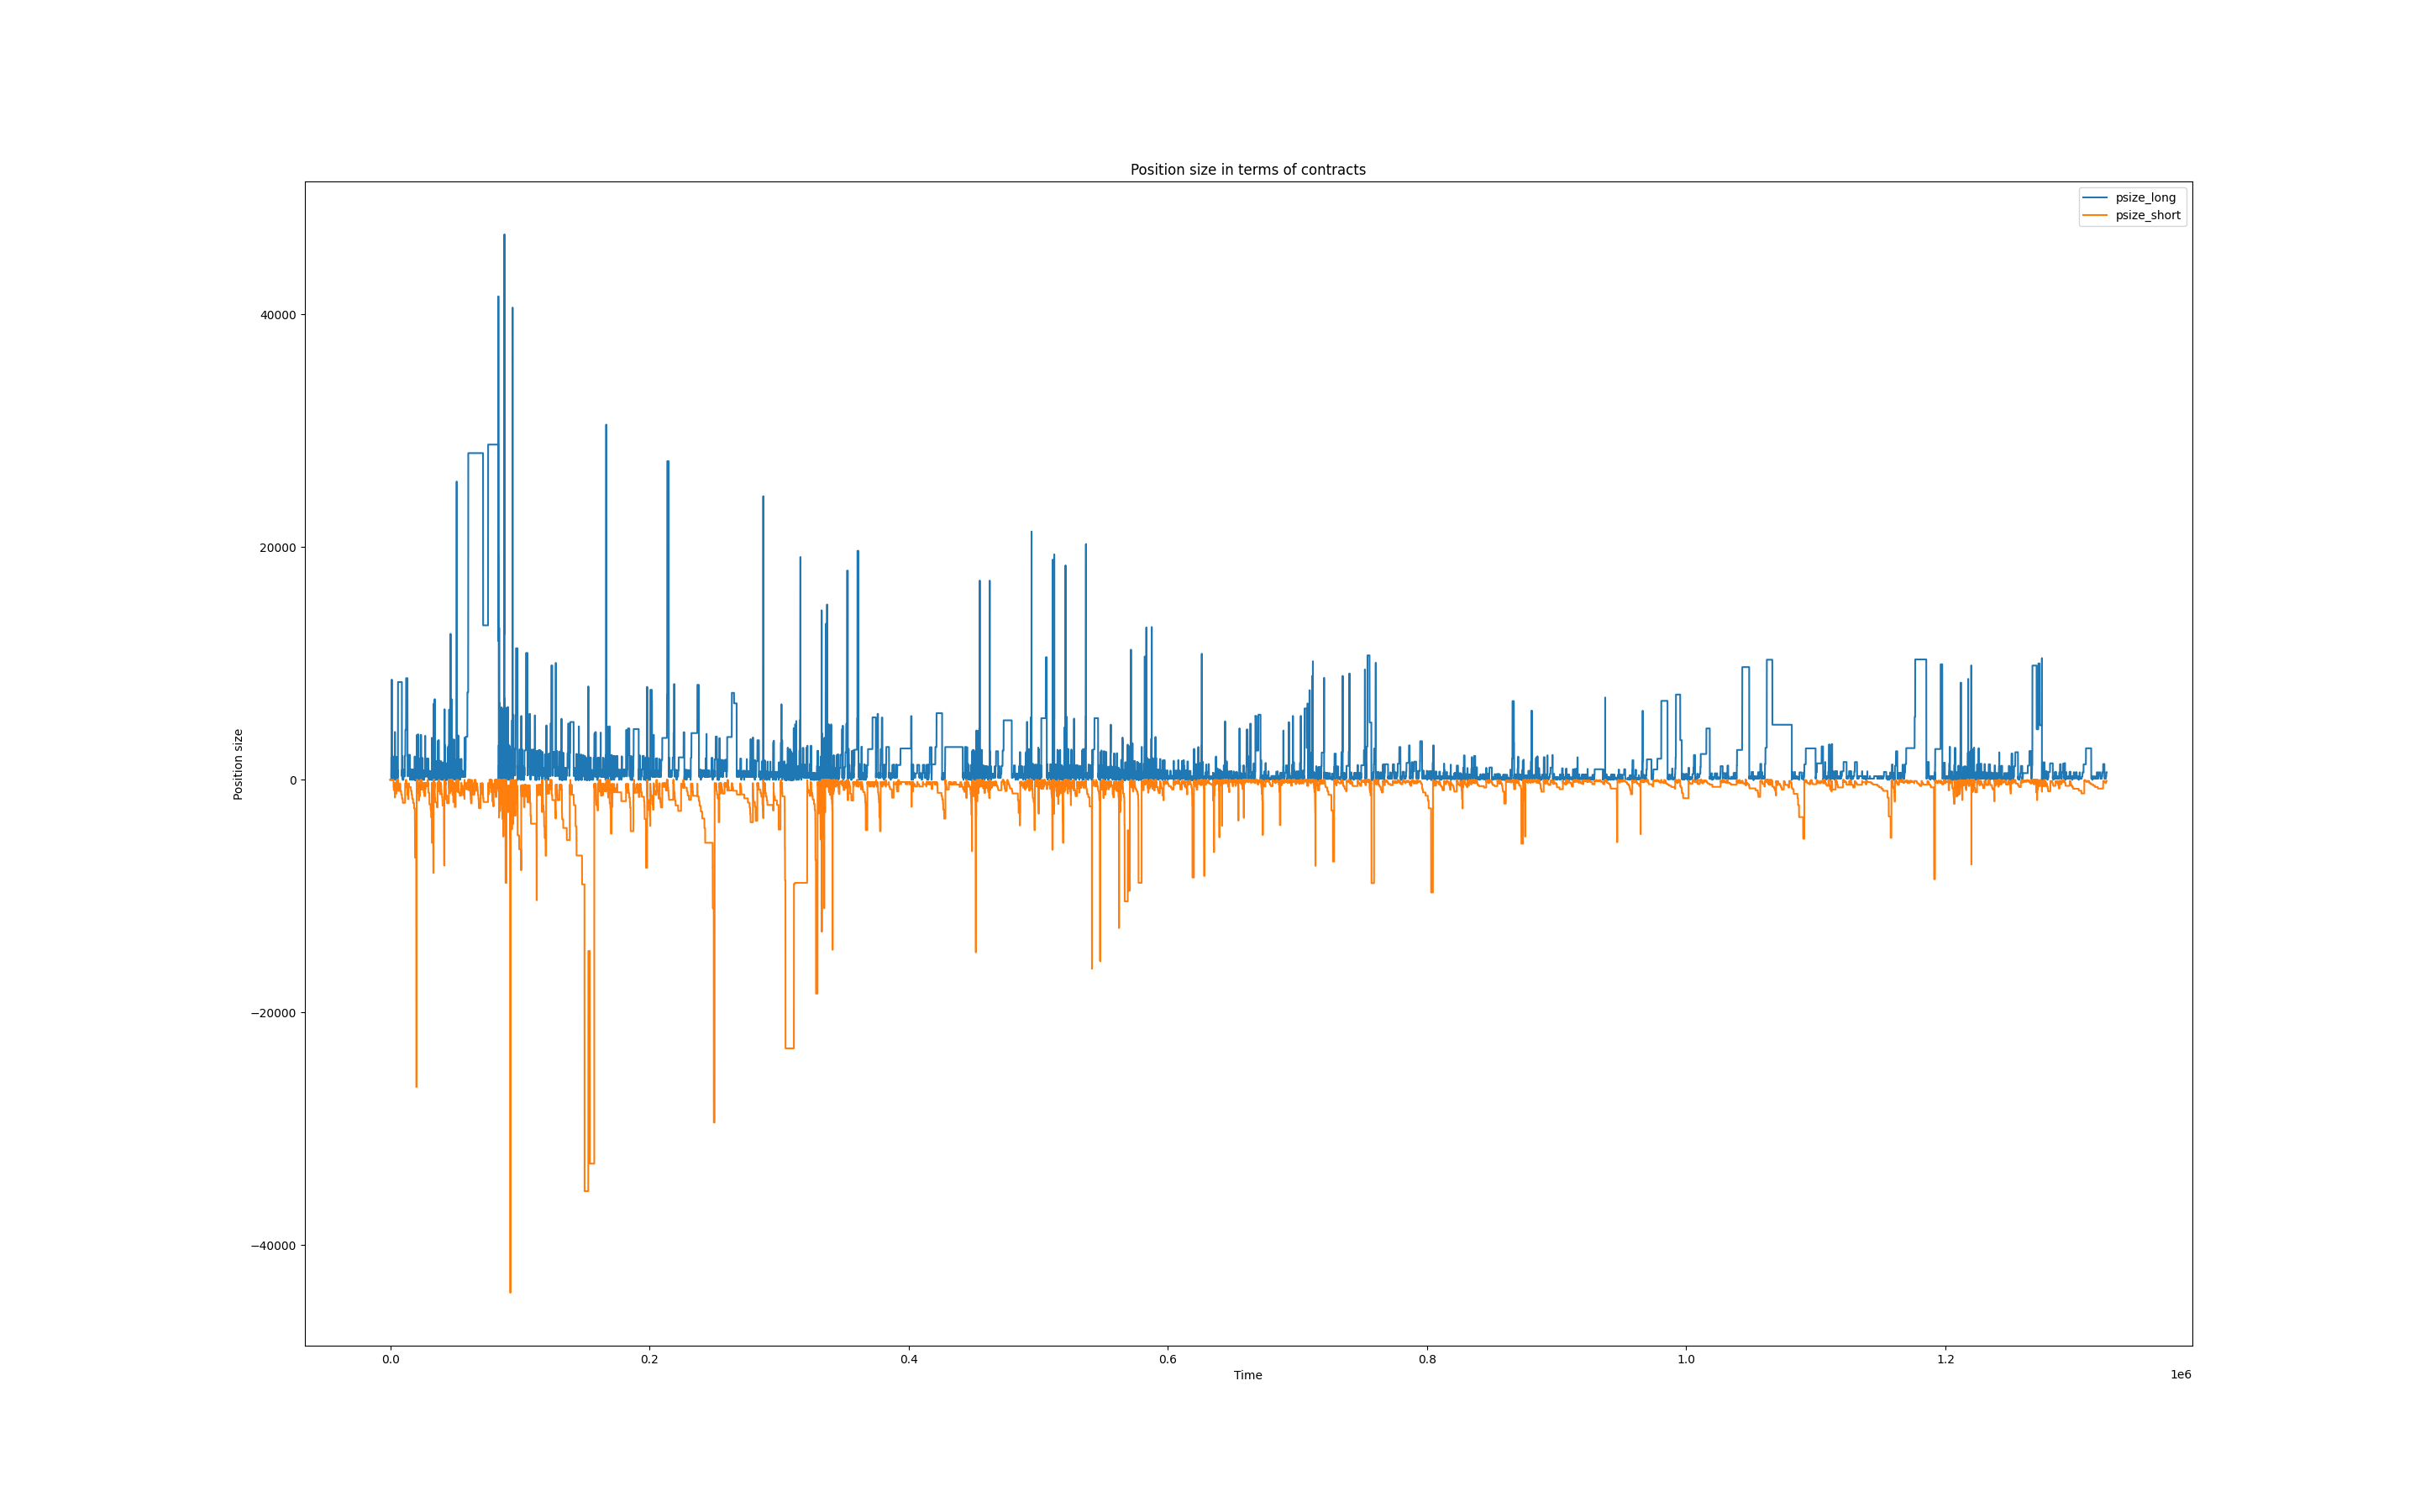 Position size in terms of contracts
psize_long
psize_short
Position size
40000
20000
0
−20000
−40000
0.0
0.2
0.4
0.6
0.8
1.0
1.2
1e6
Time